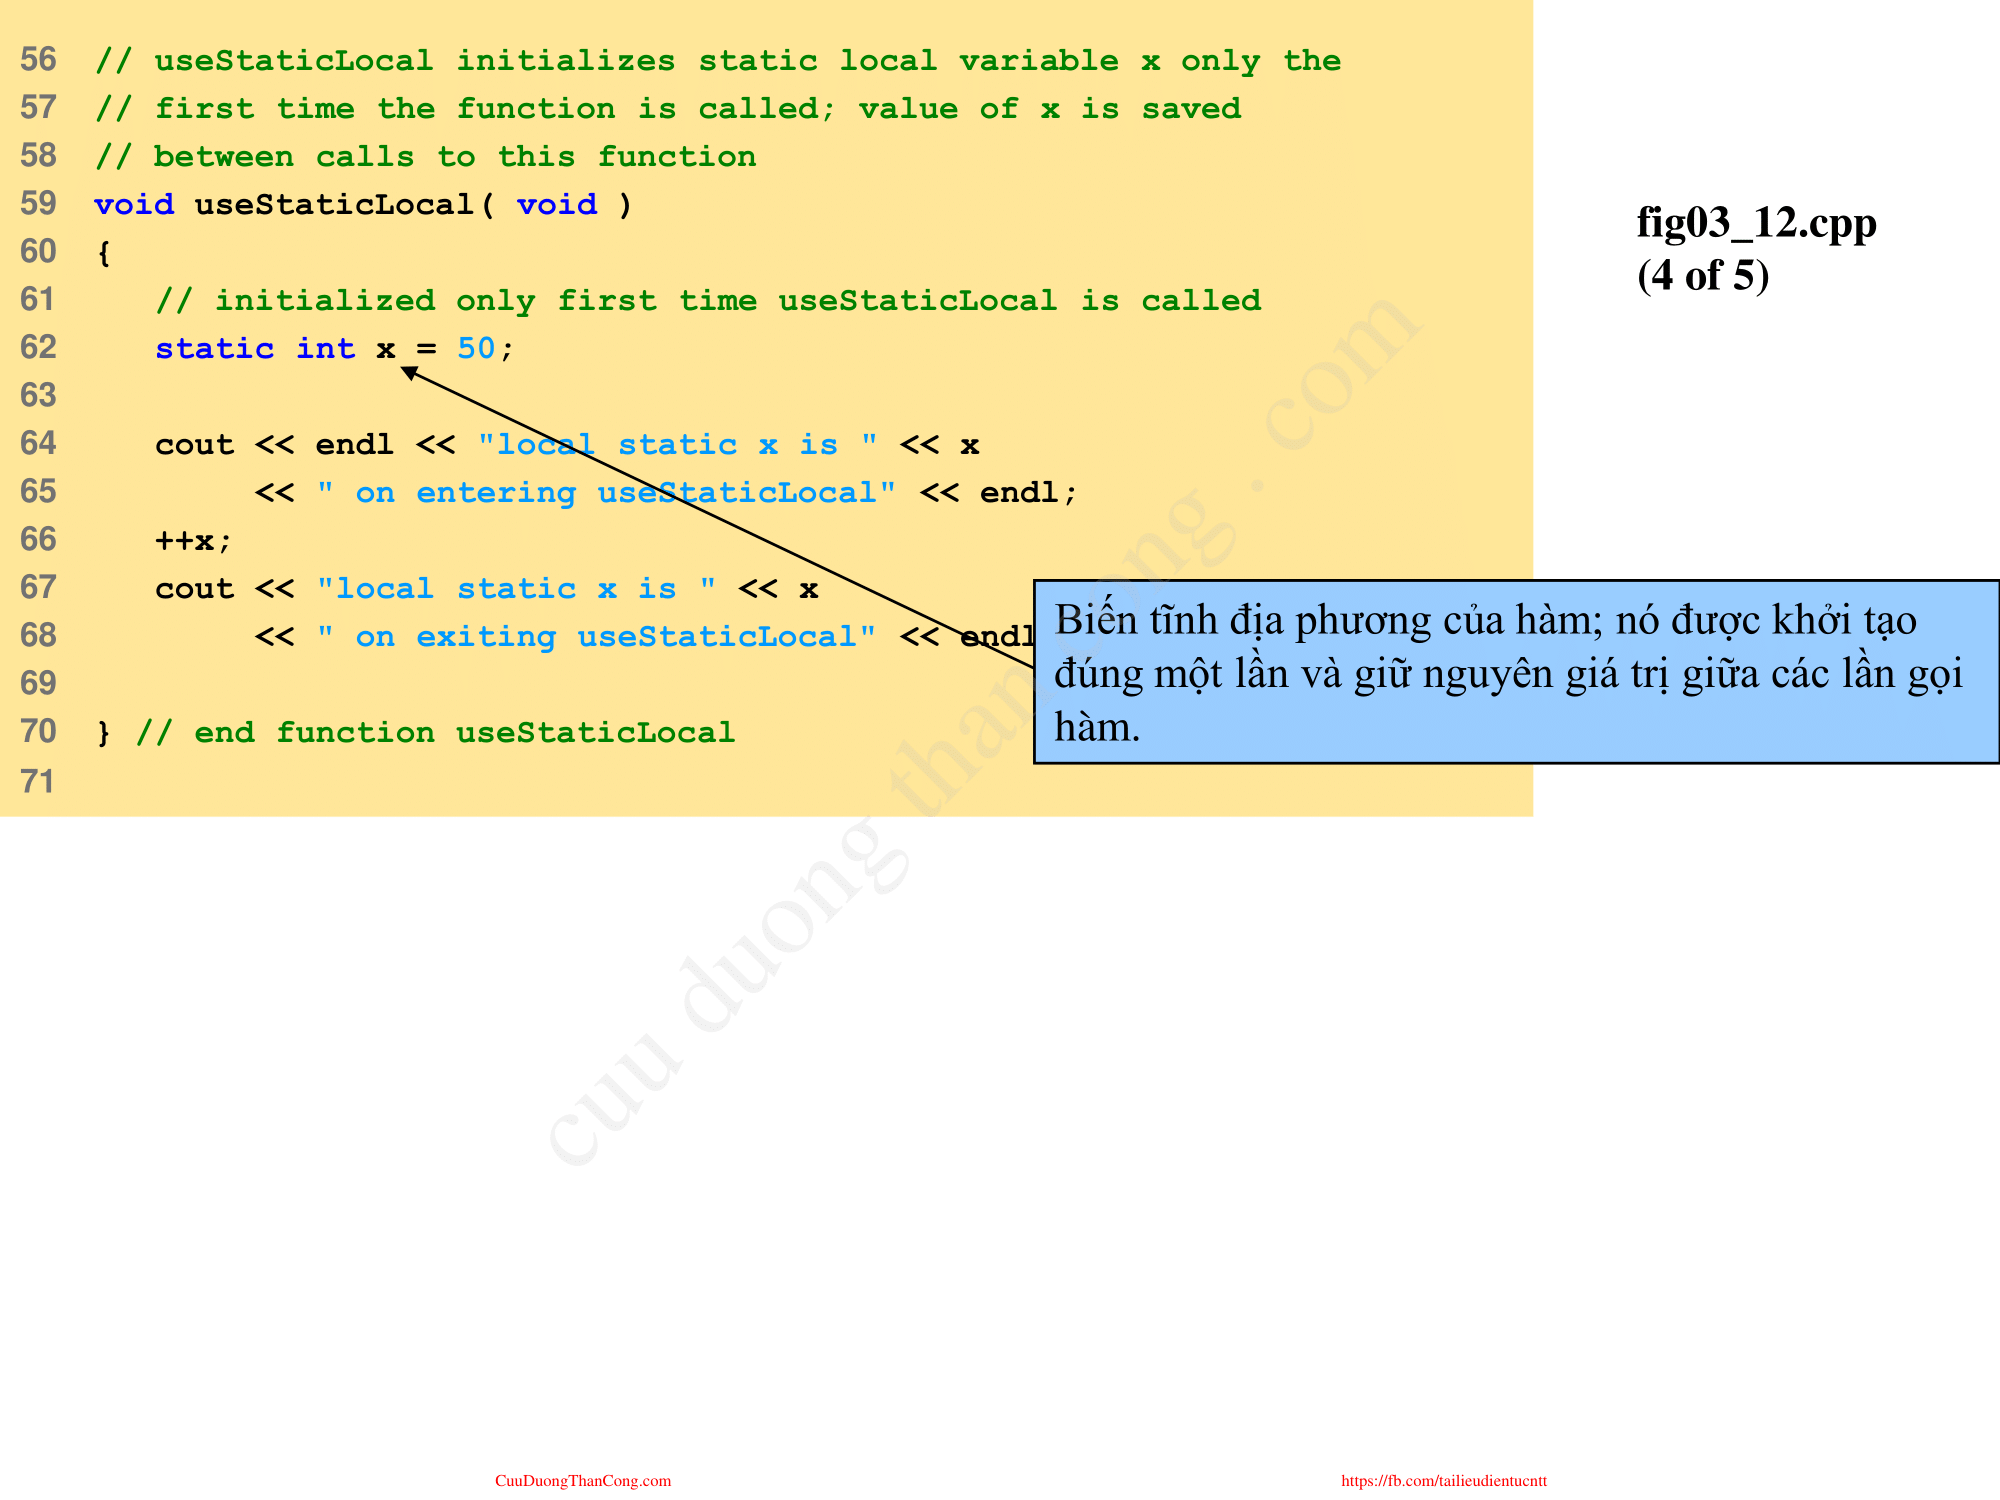 56 // useStaticLocal initializes static local variable x only the
57 // first time the function is called; value of x is saved
58 // between calls to this function
59 void useStaticLocal( void )
60 {
61 // initialized only first time useStaticLocal is called
62 static int x = 50;
63
64 cout << endl << "local static x is " << x
65 << " on entering useStaticLocal" << endl;
66 ++x;
67 cout << "local static x is " << x
68 << " on exiting useStaticLocal" << endl
69
70 } // end function useStaticLocal
71
fig03_12.cpp
(4 of 5)
Biến tĩnh địa phương của hàm; nó được khởi tạo
đúng một lần và giữ nguyên giá trị giữa các lần gọi
hàm.
cuu duong than cong . com
CuuDuongThanCong.com
https://fb.com/tailieudientucntt